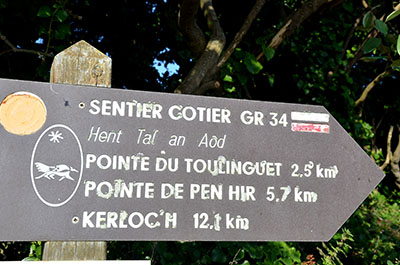 SENTIER COTIER GR 34
Hent Tal an Aod
POINTE DU TOULINGUET 2.5 km
POINTE DE PEN HIR 5.7 km
KERLOC'H 12,1 km